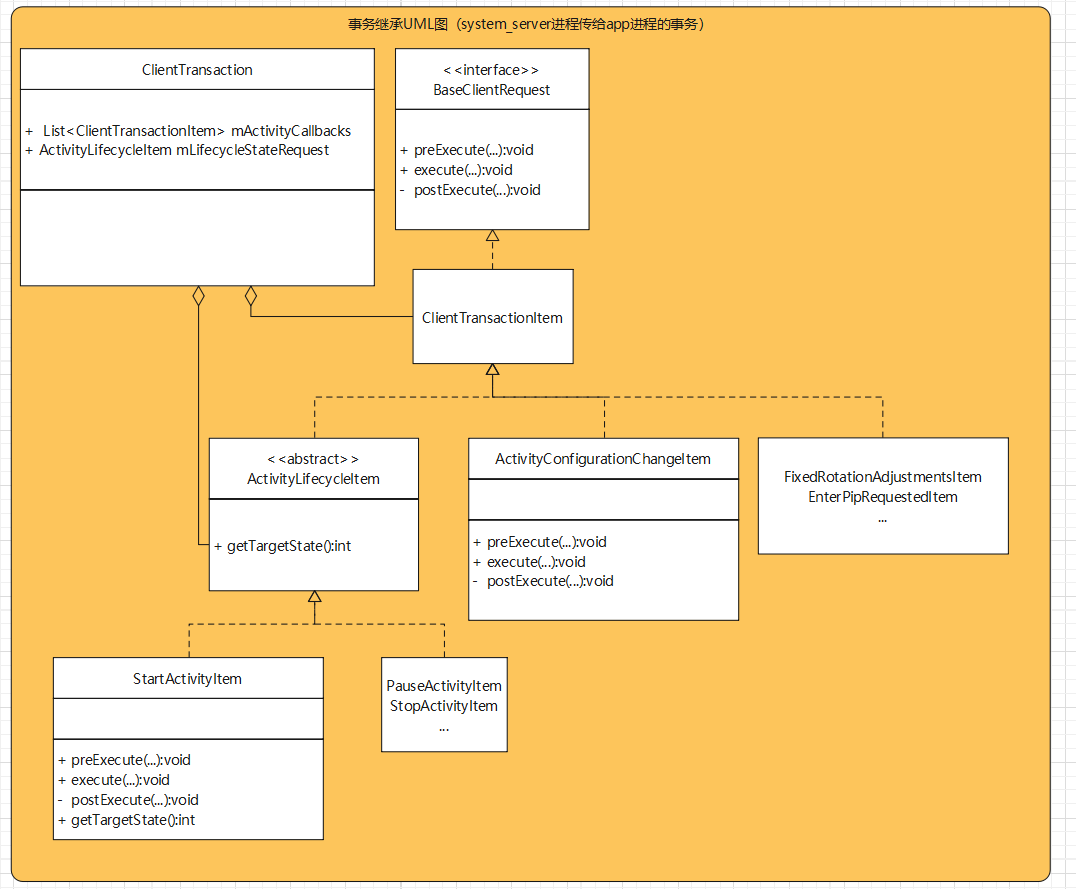 事务继承UML图（system_server进程传给app进程的事务）
ClientTransaction
+ List<ClientTransactionItem> mActivityCallbacks
+ ActivityLifecycleItem mLifecycleStateRequest
< <interface> >
BaseClientRequest
+ preExecute(...):void
+ execute(...):void
- postExecute(...):void
ClientTransactionItem
< <abstract> >
ActivityLifecycleItem
+ getTargetState():int
ActivityConfigurationChangeItem
+ preExecute(...):void
+ execute(...):void
- postExecute(...):void
FixedRotationAdjustmentsItem
EnterPipRequestedItem
...
StartActivityItem
+ preExecute(...):void
+ execute(...):void
- postExecute(...):void
+ getTargetState():int
PauseActivityItem
StopActivityItem
...